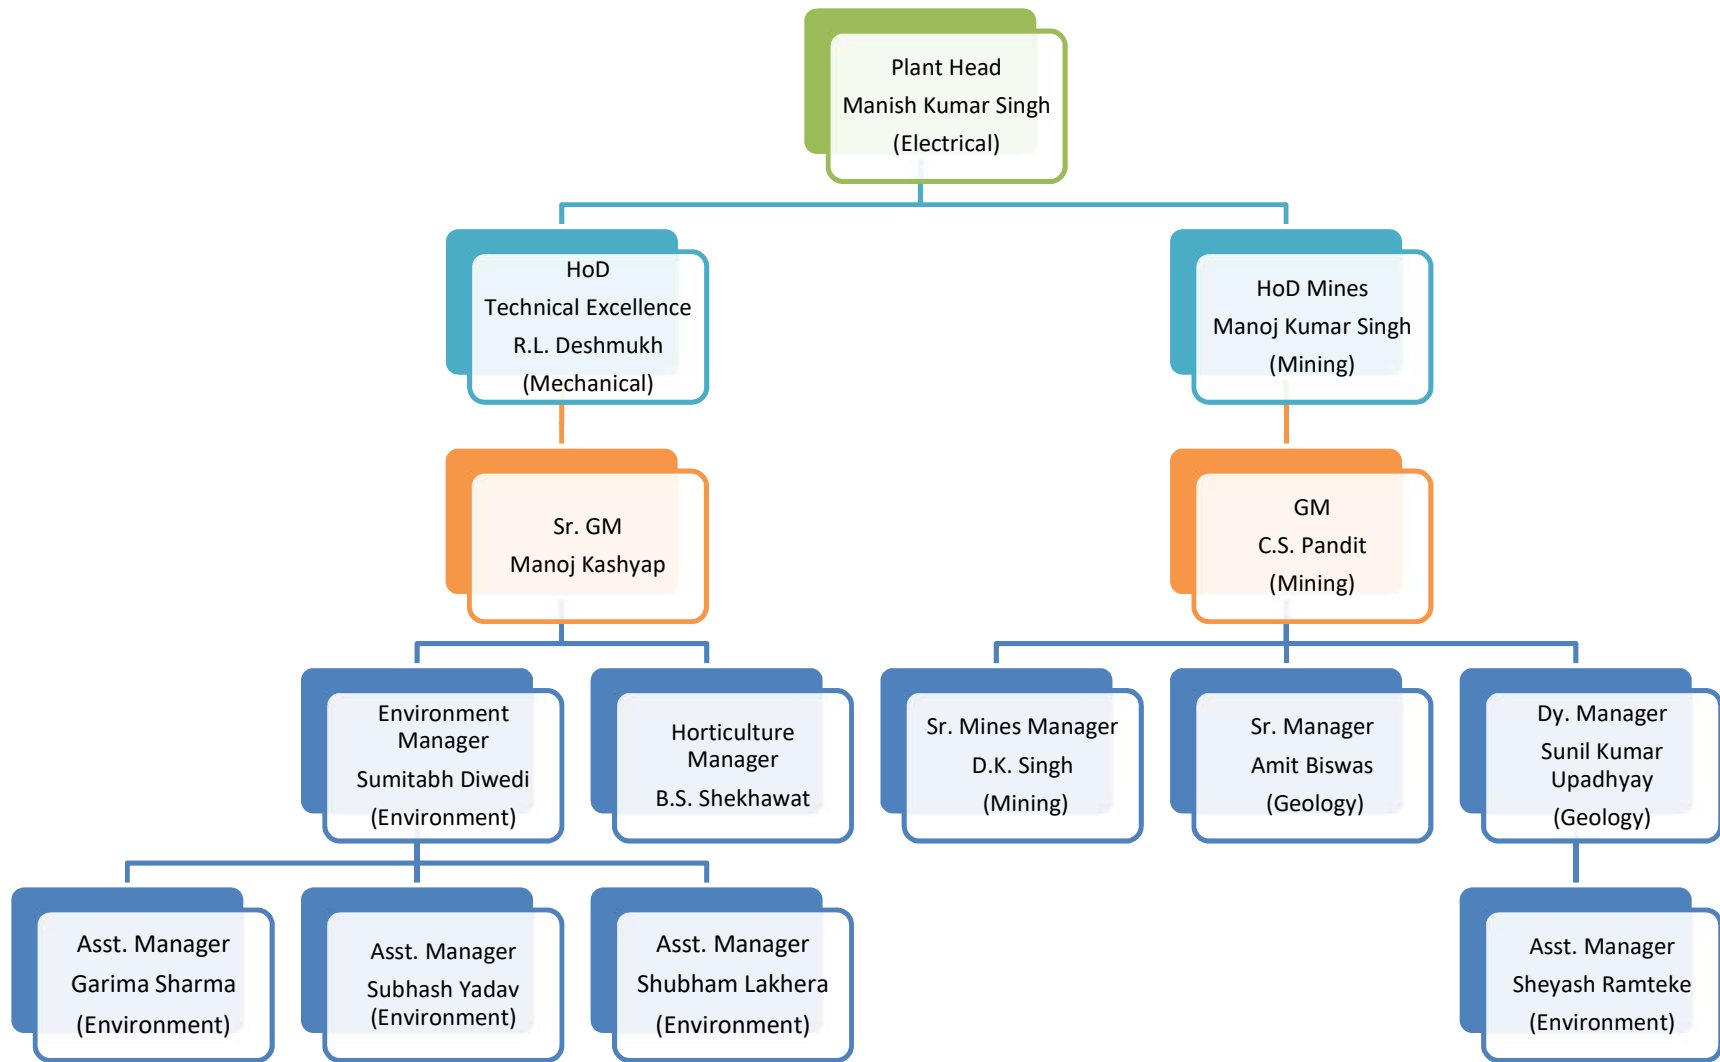 Plant Head
Manish Kumar Singh
(Electrical)
HoD
Technical Excellence
R.L. Deshmukh
(Mechanical)
HoD Mines
Manoj Kumar Singh
(Mining)
Sr. GM
Manoj Kashyap
GM
C.S. Pandit
(Mining)
Environment
Manager
Sumitabh Diwedi
(Environment)
Horticulture
Manager
B.S. Shekhawat
Sr. Mines Manager
D.K. Singh
(Mining)
Sr. Manager
Amit Biswas
(Geology)
Dy. Manager
Sunil Kumar
Upadhyay
(Geology)
Asst. Manager
Garima Sharma
(Environment)
Asst. Manager
Subhash Yadav
(Environment)
Asst. Manager
Shubham Lakhera
(Environment)
Asst. Manager
Sheyash Ramteke
(Environment)